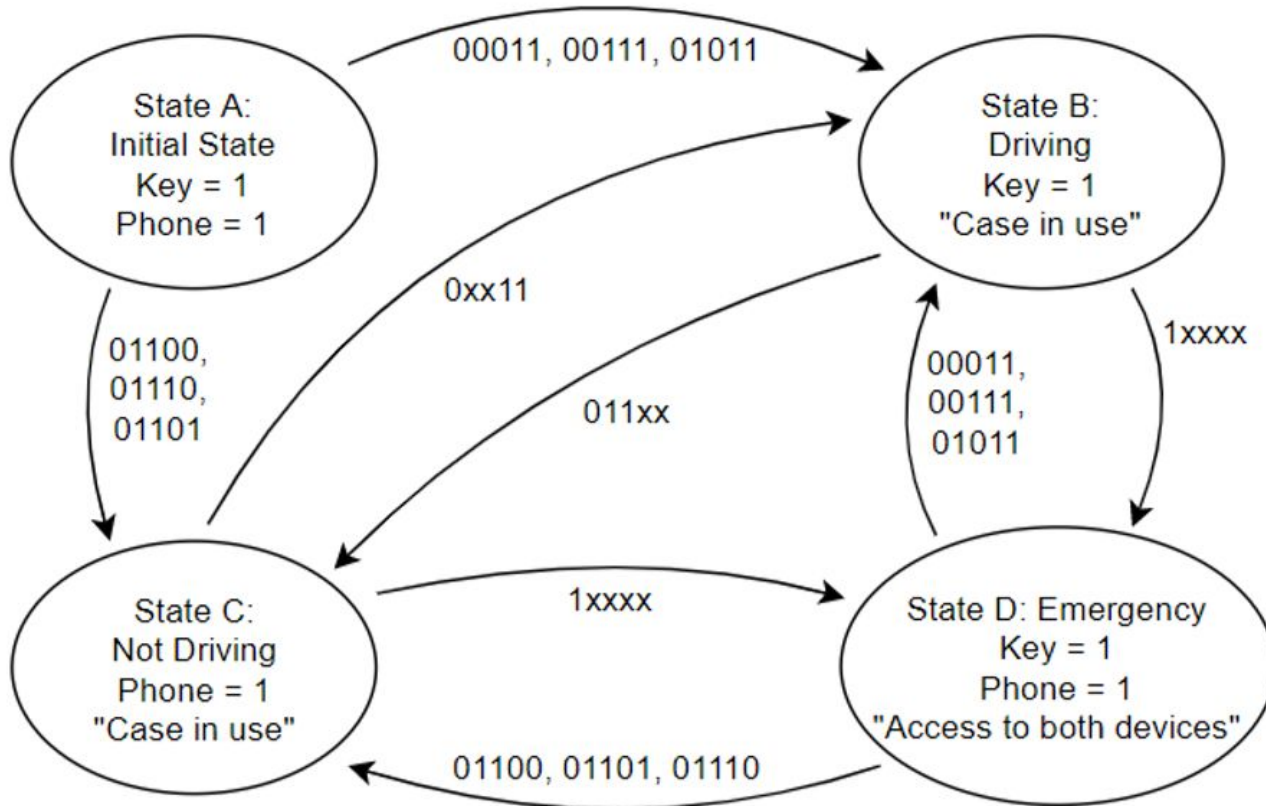 00011, 00111, 01011
State A:
Initial State
Key = 1
Phone = 1
State B:
Driving
Key = 1
"Case in use"
0xx11
1xxxx
01100,
01110,
01101
00011,
00111,
01011
011xx
State C:
Not Driving
Phone = 1
"Case in use"
1xxxx
State D: Emergency
Key = 1
Phone = 1
"Access to both devices"
01100, 01101, 01110